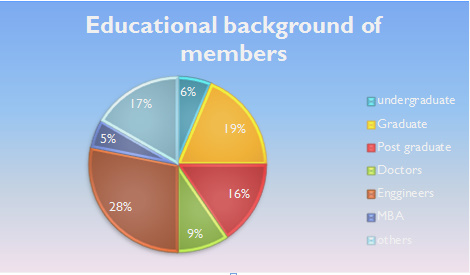 Educational background of
members
6%
19%
16%
9%
28%
5%
17%
undergraduate
Graduate
Post graduate
Doctors
Enggineers
MBA
others